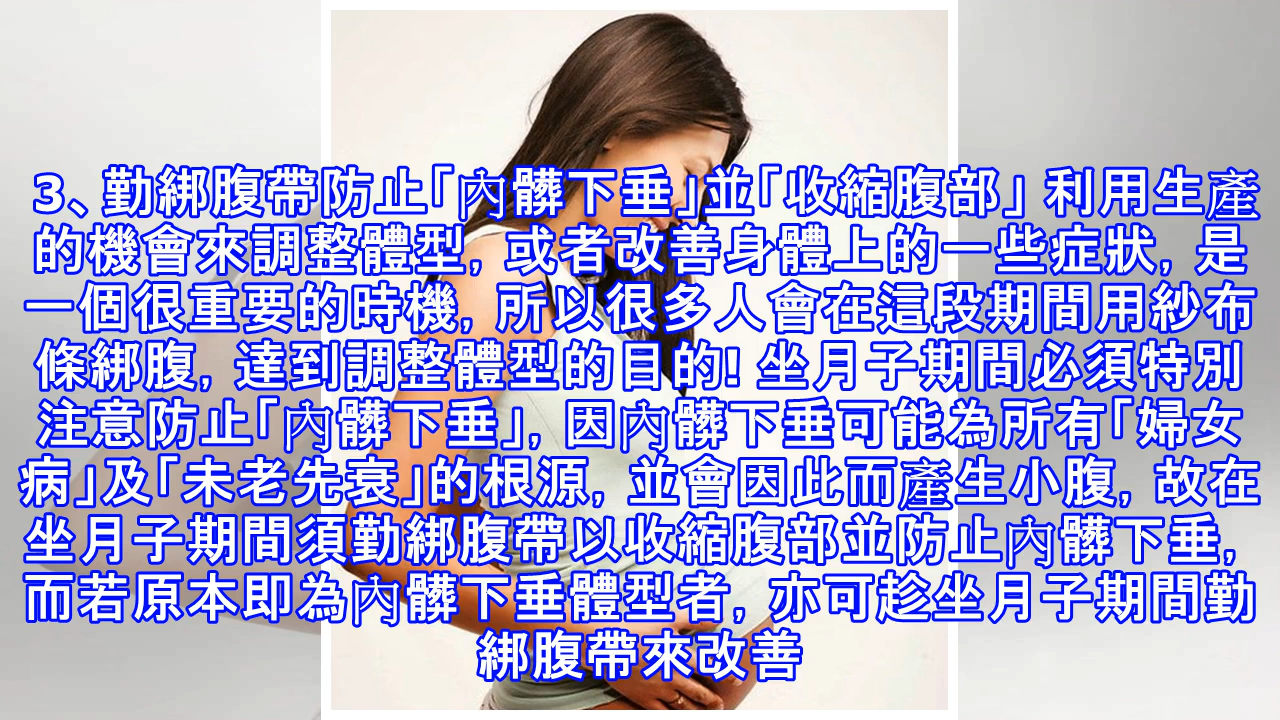 3、勤綁腹帶防止「內髒下垂」並「收縮腹部」 利用生產
的機會來調整體型, 或者改善身體上的一些症狀, 是
一個很重要的時機, 所以很多人會在這段期間用紗布
條綁腹, 達到調整體型的目的! 坐月子期間必須特別
注意防止「內髒下垂」, 因內髒下垂可能為所有「婦女
病」及「未老先衰」的根源, 並會因此而產生小腹, 故在
坐月子期間須勤綁腹帶以收縮腹部並防止內髒下垂,
而若原本即為內髒下垂體型者, 亦可趁坐月子期間勤
綁腹帶來改善